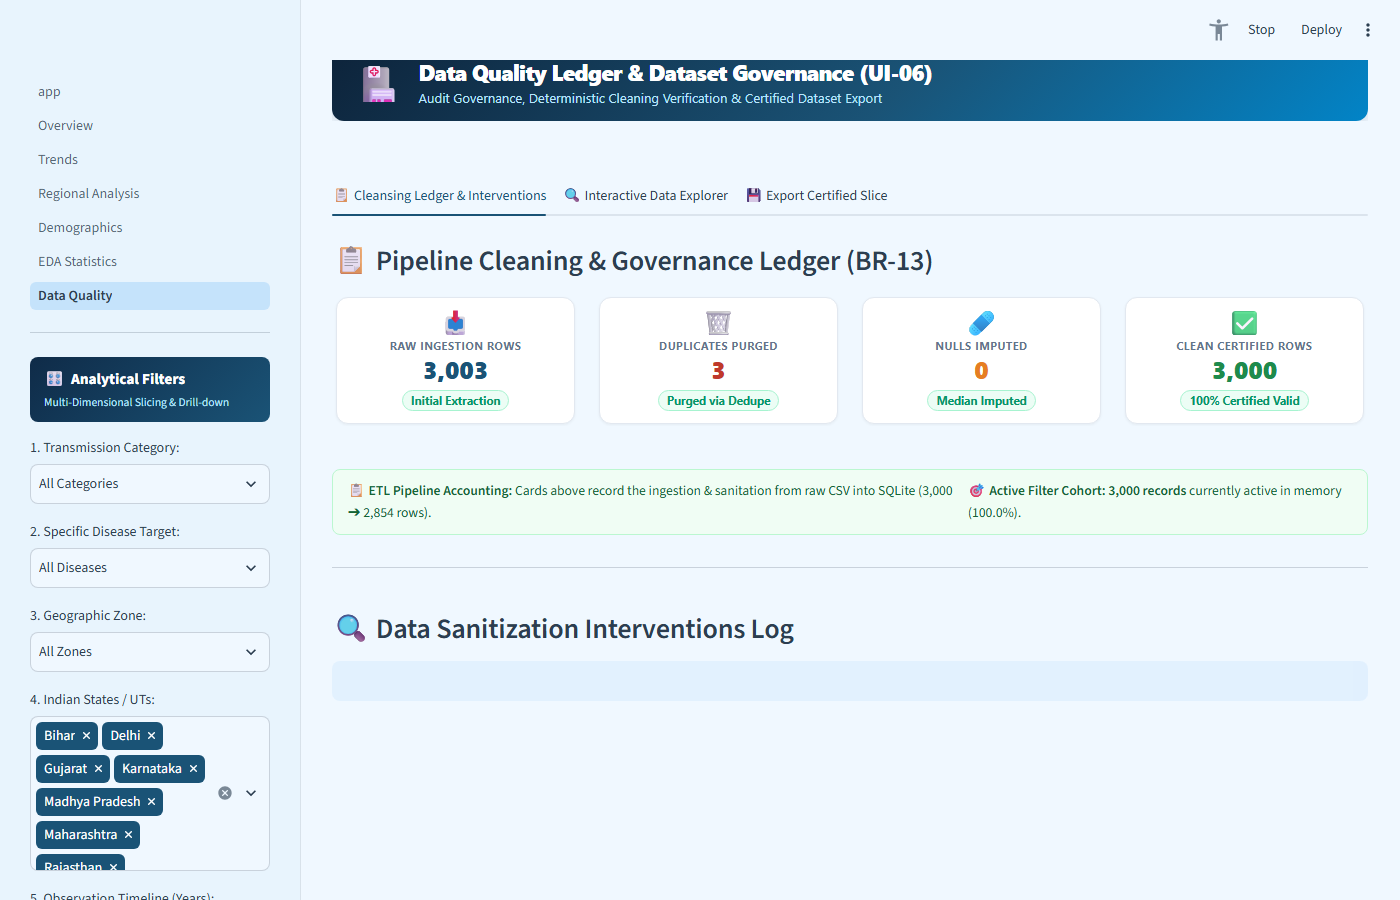 Stop
Deploy
app
Overview
Trends
Regional Analysis
Demographics
EDA Statistics
Data Quality
Analytical Filters
Multi-Dimensional Slicing & Drill-down
1. Transmission Category:
All Categories
2. Specific Disease Target:
All Diseases
3. Geographic Zone:
All Zones
4. Indian States / UTs:
Bihar × Delhi ×
Gujarat × Karnataka ×
Madhya Pradesh ×
Maharashtra ×
Rajasthan ×
5. Observation Timeline (Years):
Data Quality Ledger & Dataset Governance (UI-06)
Audit Governance, Deterministic Cleaning Verification & Certified Dataset Export
Cleansing Ledger & Interventions
Interactive Data Explorer
Export Certified Slice
Pipeline Cleaning & Governance Ledger (BR-13)
RAW INGESTION ROWS
3,003
Initial Extraction
DUPLICATES PURGED
3
Purged via Dedupe
NULLS IMPUTED
0
Median Imputed
CLEAN CERTIFIED ROWS
3,000
100% Certified Valid
ETL Pipeline Accounting: Cards above record the ingestion & sanitation from raw CSV into SQLite (3,000
➔ 2,854 rows).
Active Filter Cohort: 3,000 records currently active in memory
(100.0%).
Data Sanitization Interventions Log